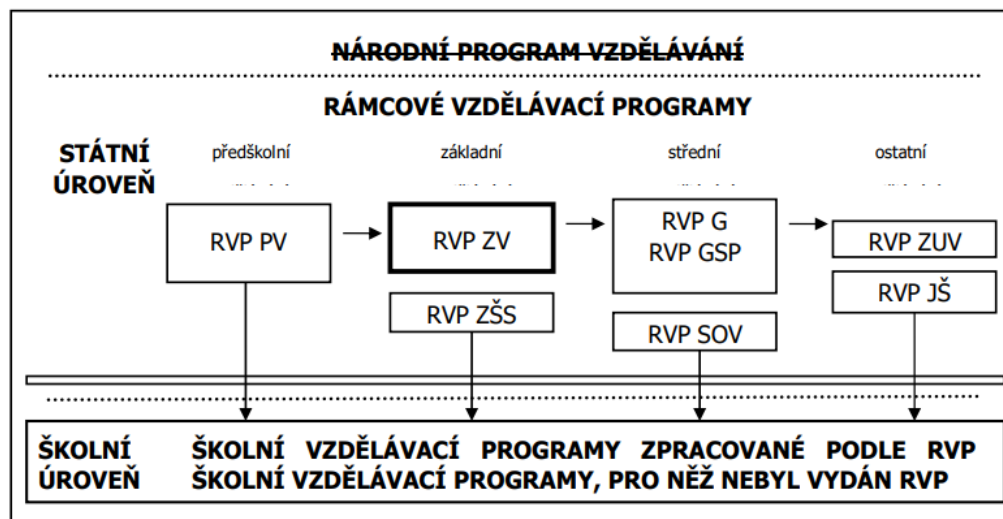 NÁRODNÍ PROGRAM VZDĚLÁVÁNÍ
RÁMCOVÉ VZDĚLÁVACÍ PROGRAMY
STÁTNÍ ÚROVEŇ
předškolní
základní
střední
ostatní
RVP PV
RVP ZV
RVP G
RVP GSP
RVP ZUV
RVP JŠ
RVP ZŠS
RVP SOV
ŠKOLNÍ ÚROVEŇ
ŠKOLNÍ VZDĚLÁVACÍ PROGRAMY ZPRACOVANÉ PODLE RVP
ŠKOLNÍ VZDĚLÁVACÍ PROGRAMY, PRO NĚŽ NEBYL VYDÁN RVP